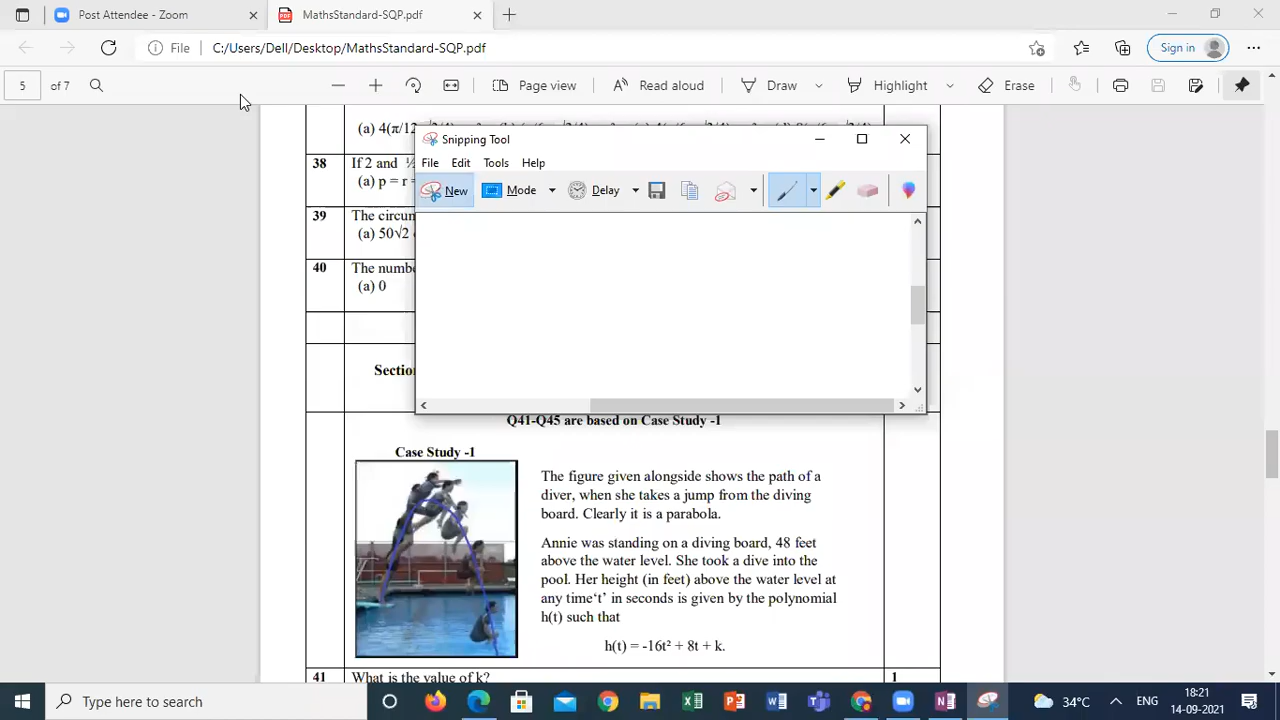 Post Attendee - Zoom
MathsStandard-SQP.pdf
File
C:/Users/Dell/Desktop/MathsStandard-SQP.pdf
Sign in
5 of 7
Page view
Read aloud
Draw
Highlight
Erase
(a) 4(π/12
38 If 2 and ½
(a) p = r =
39 The circum
(a) 50√2
40 The numbe
(a) 0
Snipping Tool
File Edit Tools Help
New Mode Delay
Section
Q41-Q45 are based on Case Study -1
Case Study -1
The figure given alongside shows the path of a
diver, when she takes a jump from the diving
board. Clearly it is a parabola.
Annie was standing on a diving board, 48 feet
above the water level. She took a dive into the
pool. Her height (in feet) above the water level at
any time‘t’ in seconds is given by the polynomial
h(t) such that
h(t) = -16t² + 8t + k.
41 What is the value of k? 1
Type here to search
34°C
ENG
18:21
14-09-2021